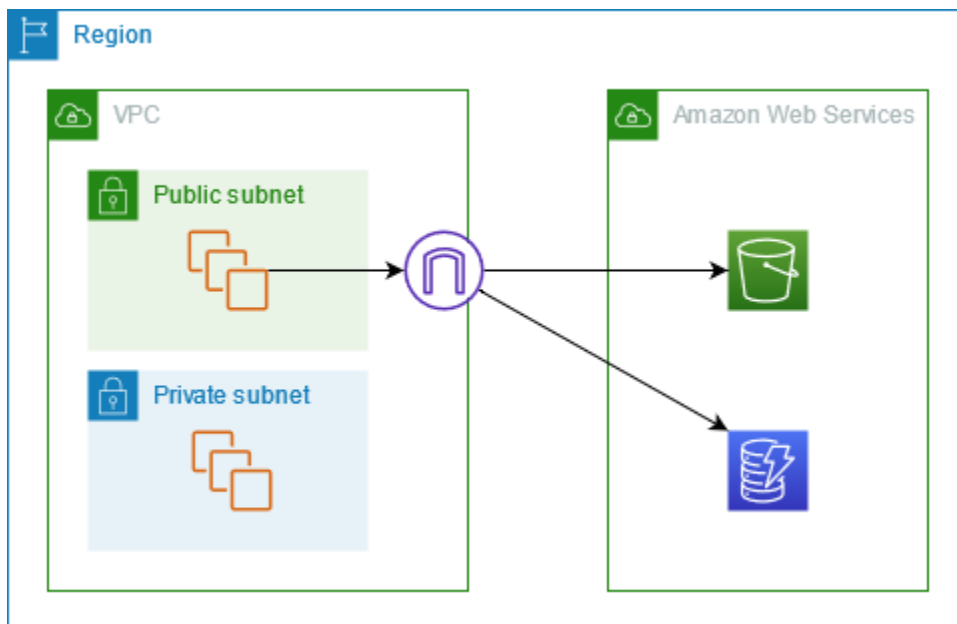 Region
VPC
Amazon Web Services
Public subnet
Private subnet